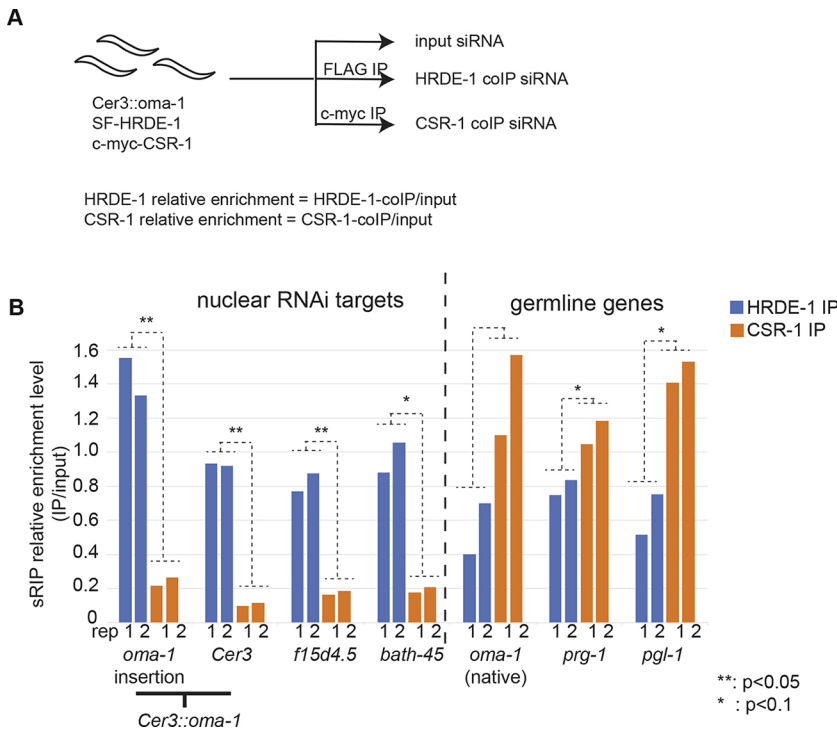 A
Cer3::oma-1
SF-HRDE-1
c-myc-CSR-1
input siRNA
FLAG IP
HRDE-1 coIP siRNA
c-myc IP
CSR-1 coIP siRNA
HRDE-1 relative enrichment = HRDE-1-coIP/input
CSR-1 relative enrichment = CSR-1-coIP/input
B
nuclear RNAi targets
germline genes
HRDE-1 IP
CSR-1 IP
sRIP relative enrichment level
(IP/input)
1.6
1.4
1.2
1.0
0.8
0.6
0.4
0.2
0
**
**
**
*
*
*
rep 1 2 1 2 1 2 1 2 1 2 1 2 1 2 1 2 1 2 1 2 1 2 1 2 1 2 1 2
oma-1 Cer3 f15d4.5 bath-45 oma-1 prg-1 pgl-1
insertion (native)
Cer3::oma-1
**: p<0.05
* : p<0.1